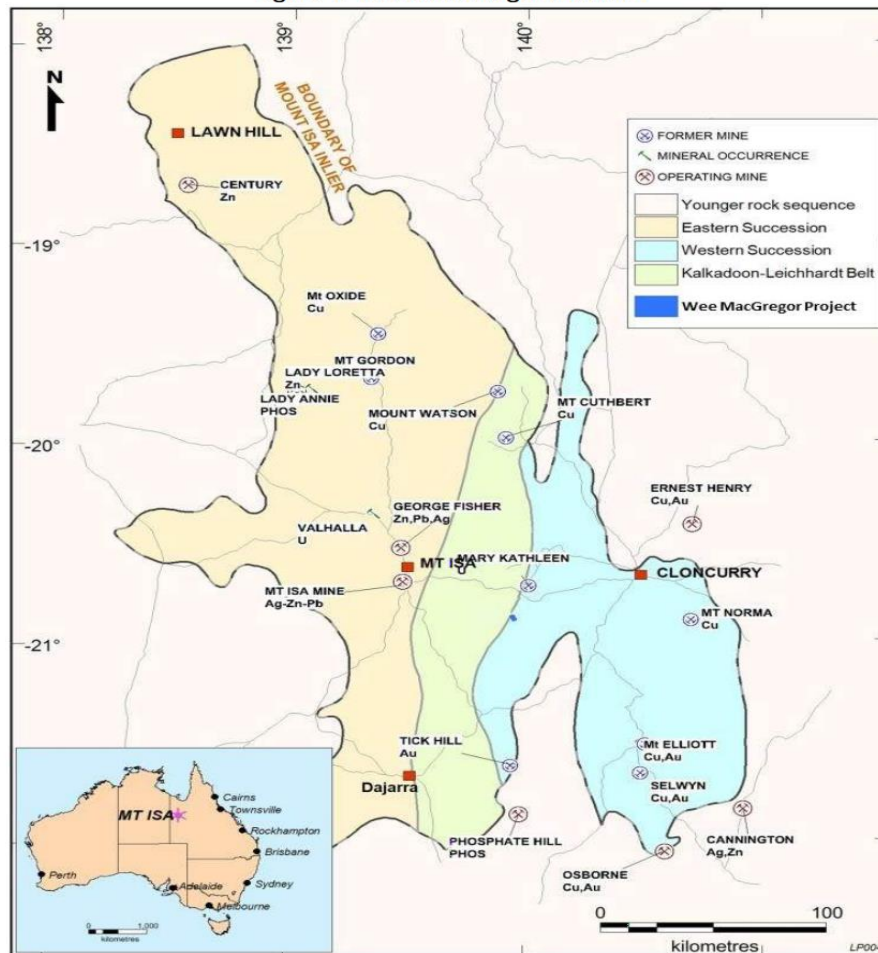 138°
139°
140°
N
BOUNDARY OF
MOUNT ISA INLIER
LAWN HILL
CENTURY
Zn
FORMER MINE
MINERAL OCCURRENCE
OPERATING MINE
Younger rock sequence
Eastern Succession
Western Succession
Kalkadoon-Leichhardt Belt
Wee MacGregor Project
-19°
Mt OXIDE
Cu
MT GORDON
LADY LORETTA
Zn
LADY ANNIE
PHOS
MOUNT WATSON
Cu
MT CUTHBERT
Cu
-20°
ERNEST HENRY
Cu,Au
GEORGE FISHER
Zn,Pb,Ag
VALHALLA
U
MT ISA
MARY KATHLEEN
U
CLONCURRY
MT ISA MINE
Ag-Zn-Pb
MT NORMA
Cu
-21°
TICK HILL
Au
Mt ELLIOTT
Cu,Au
Dajarra
SELWYN
Cu,Au
PHOSPHATE HILL
PHOS
CANNINGTON
Ag,Zn
OSBORNE
Cu,Au
MT ISA
Cairns
Townsville
Rockhampton
Brisbane
Perth
Adelaide
Sydney
Melbourne
0 1,000
kilometres
0 100
kilometres